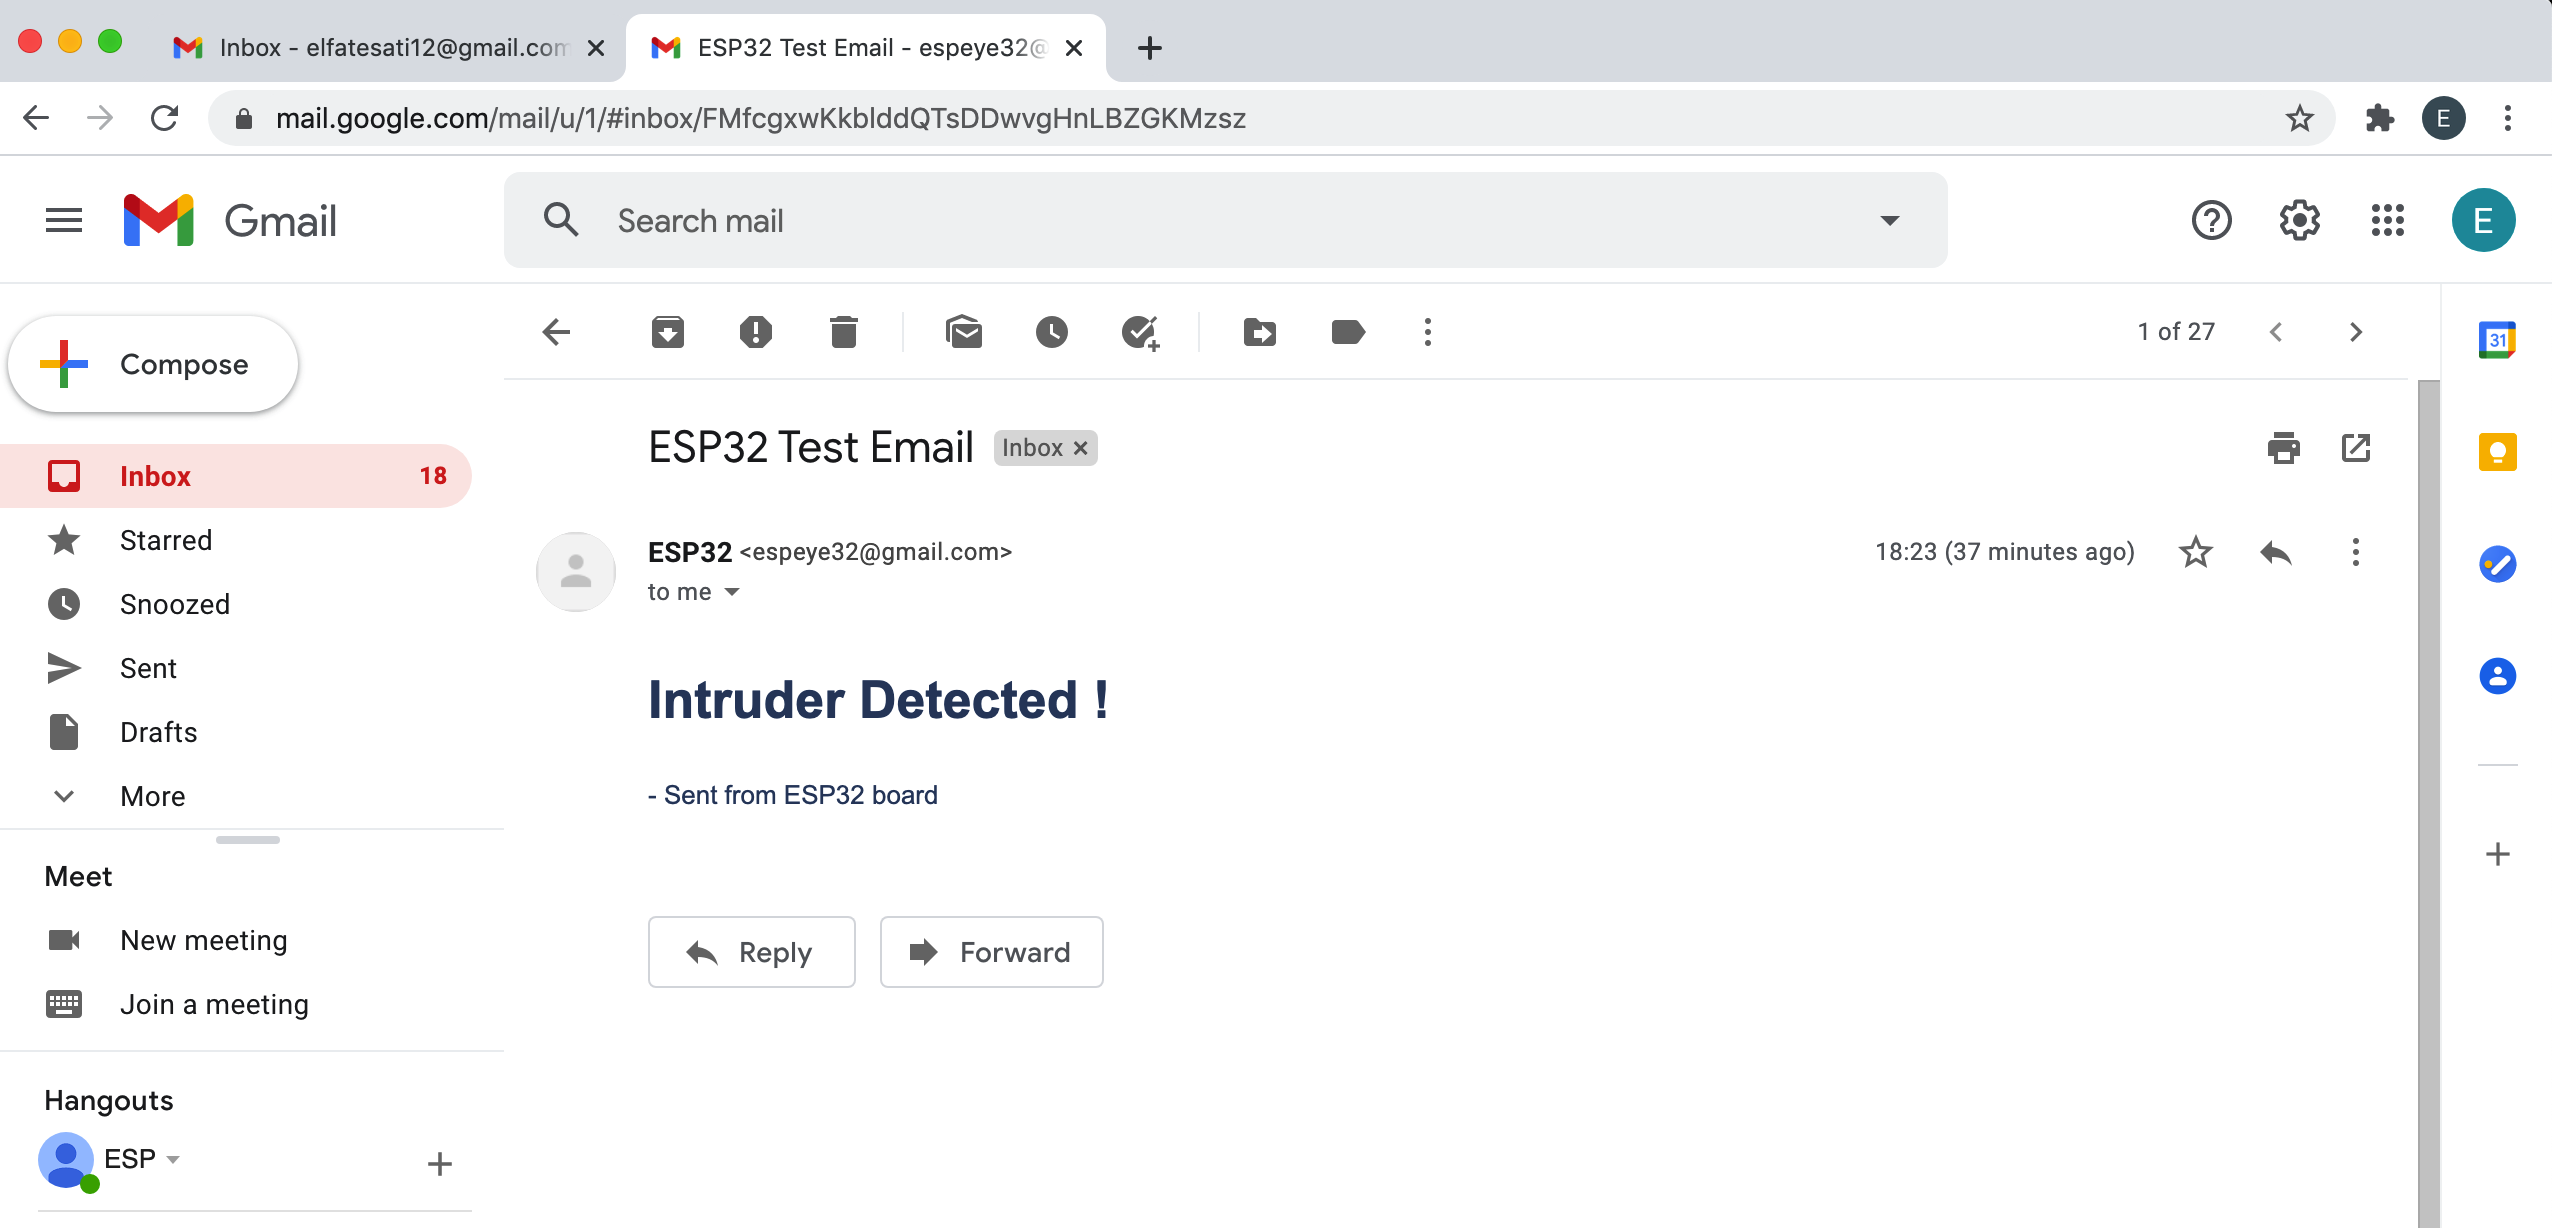 Inbox - elfatesati12@gmail.com
ESP32 Test Email - espeye32@
mail.google.com/mail/u/1/#inbox/FMfcgxwKkblddQTsDDwvgHnLBZGKMzsz
E
Gmail
Search mail
E
Compose
1 of 27
31
ESP32 Test Email
Inbox ×
Inbox 18
Starred
Snoozed
Sent
Drafts
More
ESP32 <espeye32@gmail.com>
18:23 (37 minutes ago)
to me
Intruder Detected !
- Sent from ESP32 board
Reply
Forward
Meet
New meeting
Join a meeting
Hangouts
ESP